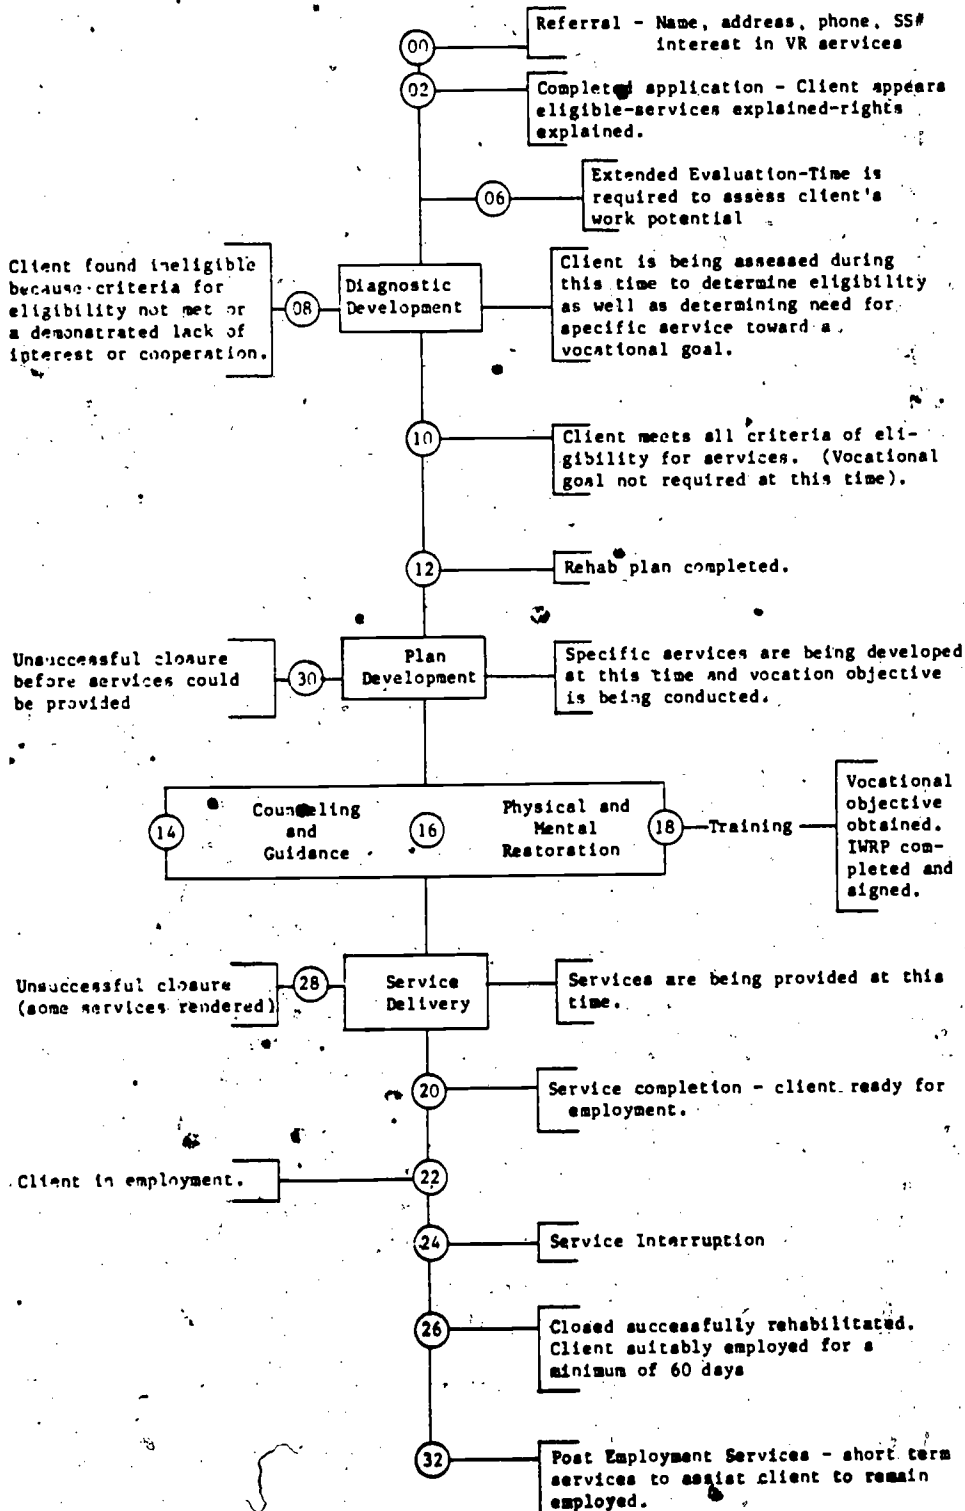 00
Referral - Name, address, phone, SS#
interest in VR services
02
Completed application - Client appears
eligible-services explained-rights
explained.
06
Extended Evaluation-Time is
required to assess client's
work potential
Client found ineligible
because criteria for
eligibility not met or
a demonstrated lack of
interest or cooperation.
08
Diagnostic
Development
Client is being assessed during
this time to determine eligibility
as well as determining need for
specific service toward a
vocational goal.
10
Client meets all criteria of eli-
gibility for services. (Vocational
goal not required at this time).
12
Rehab plan completed.
Unsuccessful closure
before services could
be provided
30
Plan
Development
Specific services are being developed
at this time and vocation objective
is being conducted.
14
Counseling
and
Guidance
16
Physical and
Mental
Restoration
18
Training
Vocational
objective
obtained.
IWRP com-
pleted and
signed.
Unsuccessful closure
(some services rendered)
28
Service
Delivery
Services are being provided at this
time.
20
Service completion - client ready for
employment.
Client in employment.
22
24
Service Interruption
26
Closed successfully rehabilitated.
Client suitably employed for a
minimum of 60 days
32
Post Employment Services - short term
services to assist client to remain
employed.